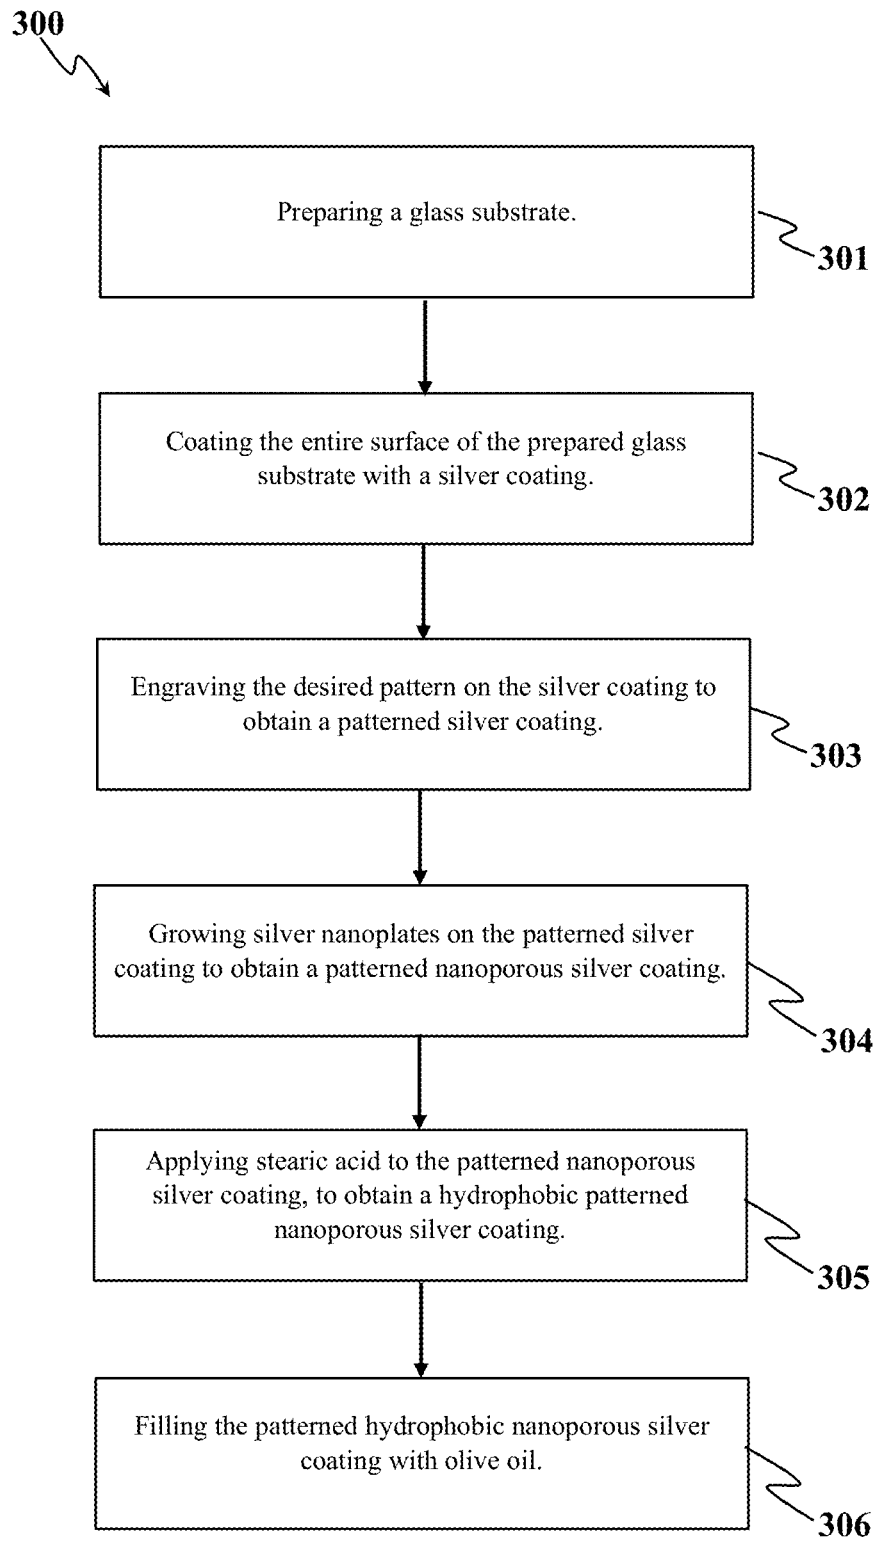 300
Preparing a glass substrate.
301
Coating the entire surface of the prepared glass
substrate with a silver coating.
302
Engraving the desired pattern on the silver coating to
obtain a patterned silver coating.
303
Growing silver nanoplates on the patterned silver
coating to obtain a patterned nanoporous silver coating.
304
Applying stearic acid to the patterned nanoporous
silver coating, to obtain a hydrophobic patterned
nanoporous silver coating.
305
Filling the patterned hydrophobic nanoporous silver
coating with olive oil.
306